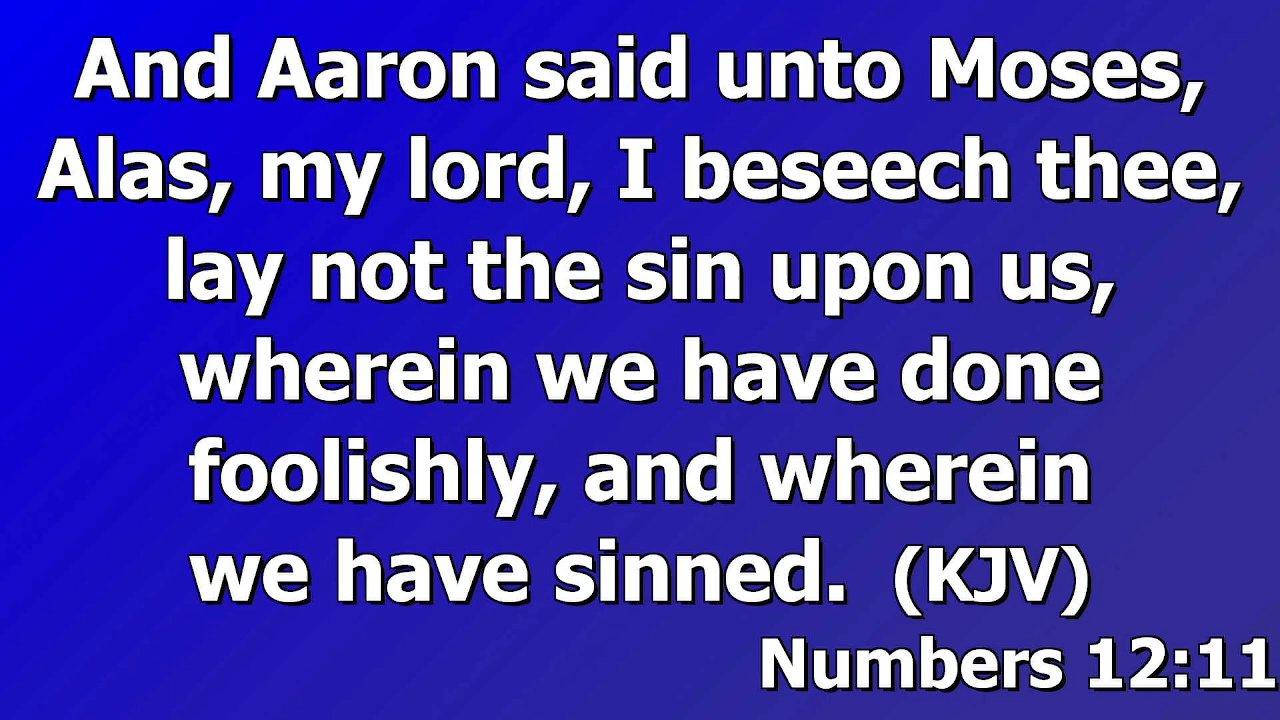 And Aaron said unto Moses,
Alas, my lord, I beseech thee,
lay not the sin upon us,
wherein we have done
foolishly, and wherein
we have sinned. (KJV)
Numbers 12:11